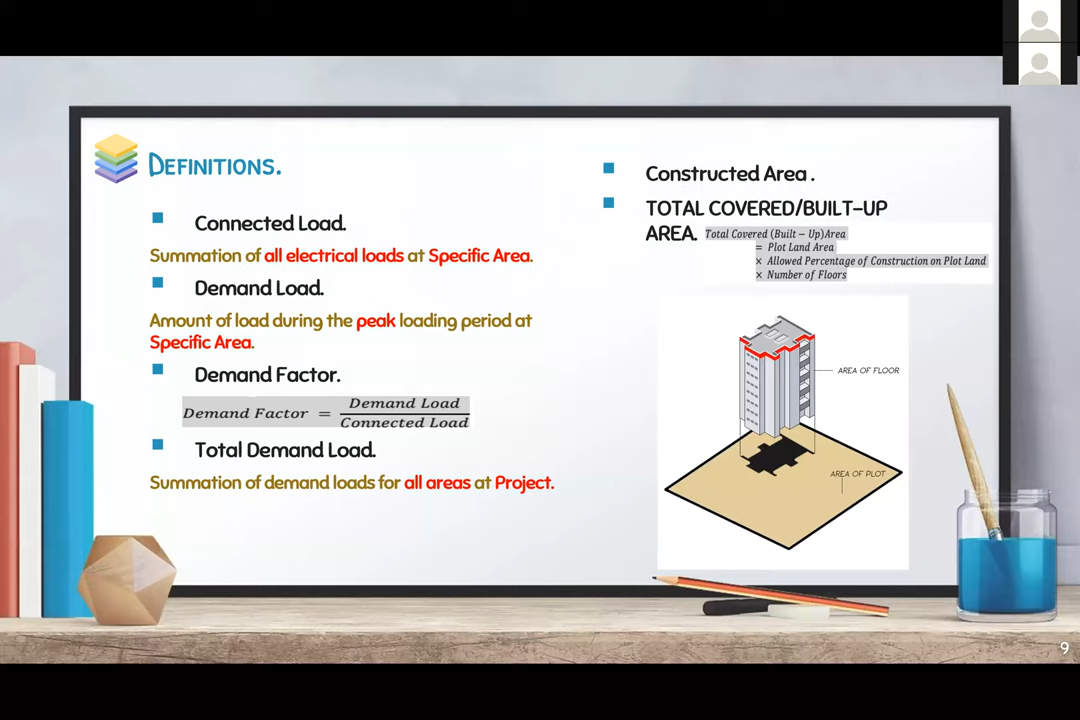 DEFINITIONS.
Connected Load.
Summation of all electrical loads at Specific Area.
Demand Load.
Amount of load during the peak loading period at
Specific Area.
Demand Factor.
Demand Factor = Demand Load / Connected Load
Total Demand Load.
Summation of demand loads for all areas at Project.
Constructed Area .
TOTAL COVERED/BUILT-UP
AREA.
Total Covered (Built − Up)Area
= Plot Land Area
× Allowed Percentage of Construction on Plot Land
× Number of Floors
AREA OF FLOOR
AREA OF PLOT
9